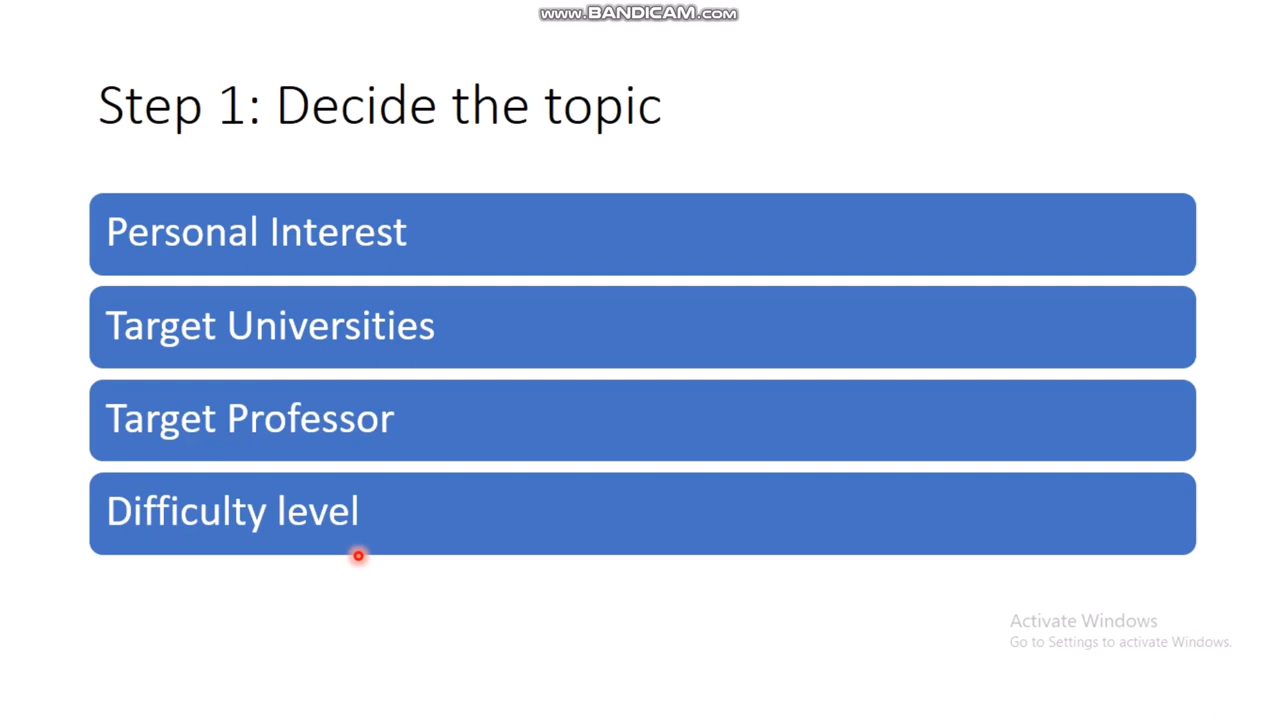 www.BANDICAM.com
Step 1: Decide the topic
Personal Interest
Target Universities
Target Professor
Difficulty level
Activate Windows
Go to Settings to activate Windows.